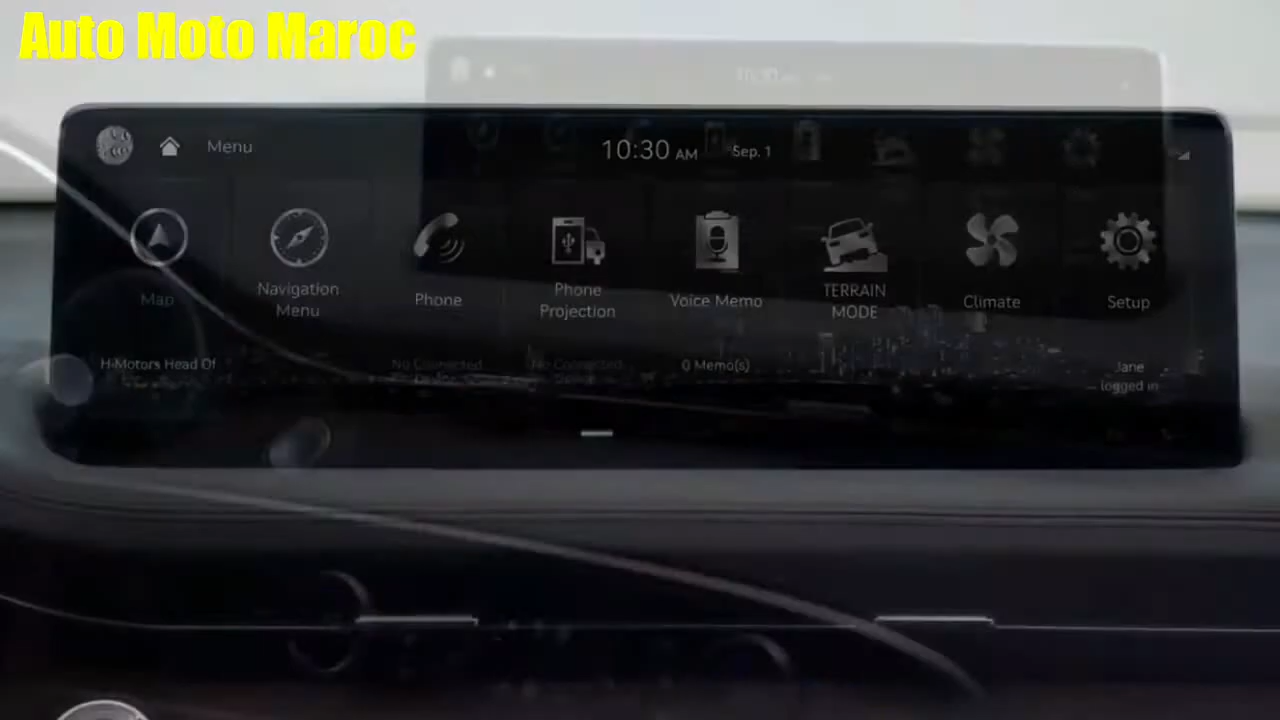 Auto Moto Maroc
Menu
10:30 AM
Sep. 1
Map
Navigation
Menu
Phone
Phone
Projection
Voice Memo
TERRAIN
MODE
Climate
Setup
H-Motors Head Of
No Connected
No Connected
0 Memo(s)
Jane
logged in